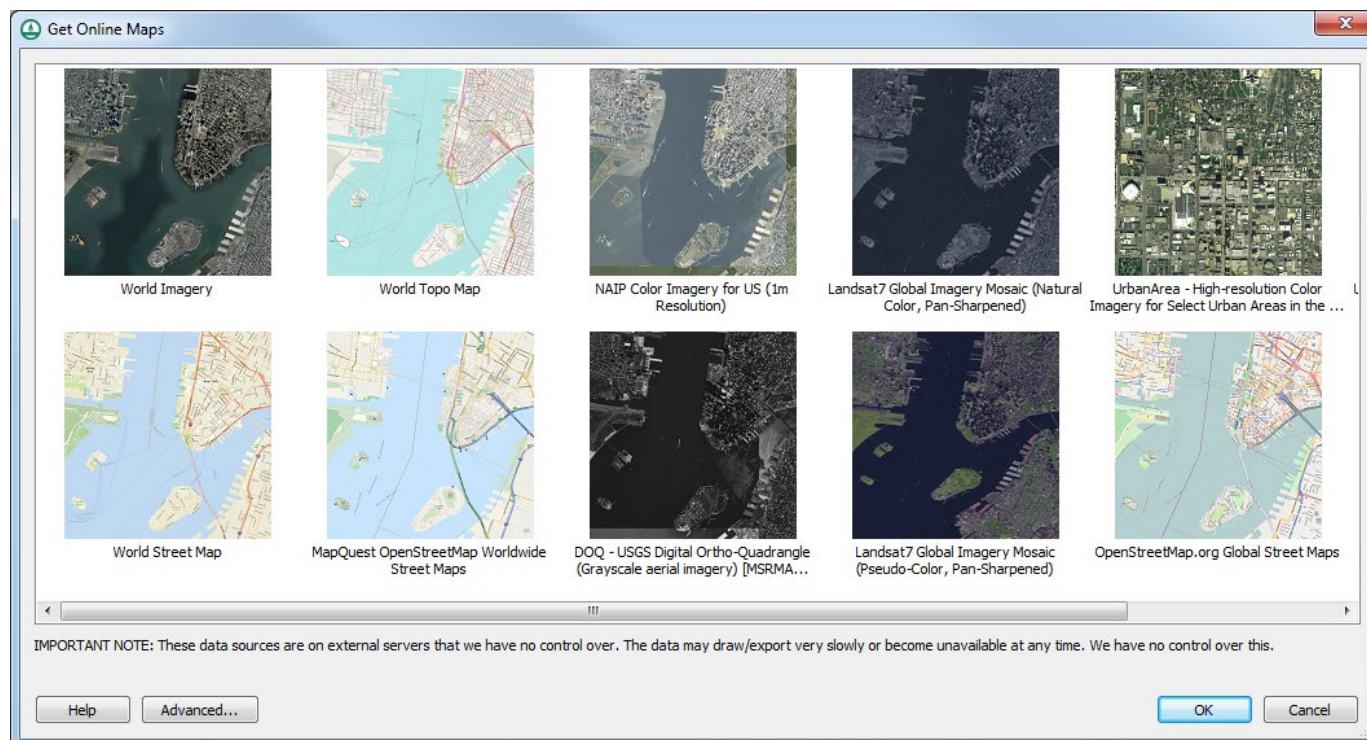 Get Online Maps
World Imagery
World Topo Map
NAIP Color Imagery for US (1m
Resolution)
Landsat7 Global Imagery Mosaic (Natural
Color, Pan-Sharpened)
UrbanArea - High-resolution Color
Imagery for Select Urban Areas in the ...
U
World Street Map
MapQuest OpenStreetMap Worldwide
Street Maps
DOQ - USGS Digital Ortho-Quadrangle
(Grayscale aerial imagery) [MSRMA...
Landsat7 Global Imagery Mosaic
(Pseudo-Color, Pan-Sharpened)
OpenStreetMap.org Global Street Maps
IMPORTANT NOTE: These data sources are on external servers that we have no control over. The data may draw/export very slowly or become unavailable at any time. We have no control over this.
Help
Advanced...
OK
Cancel